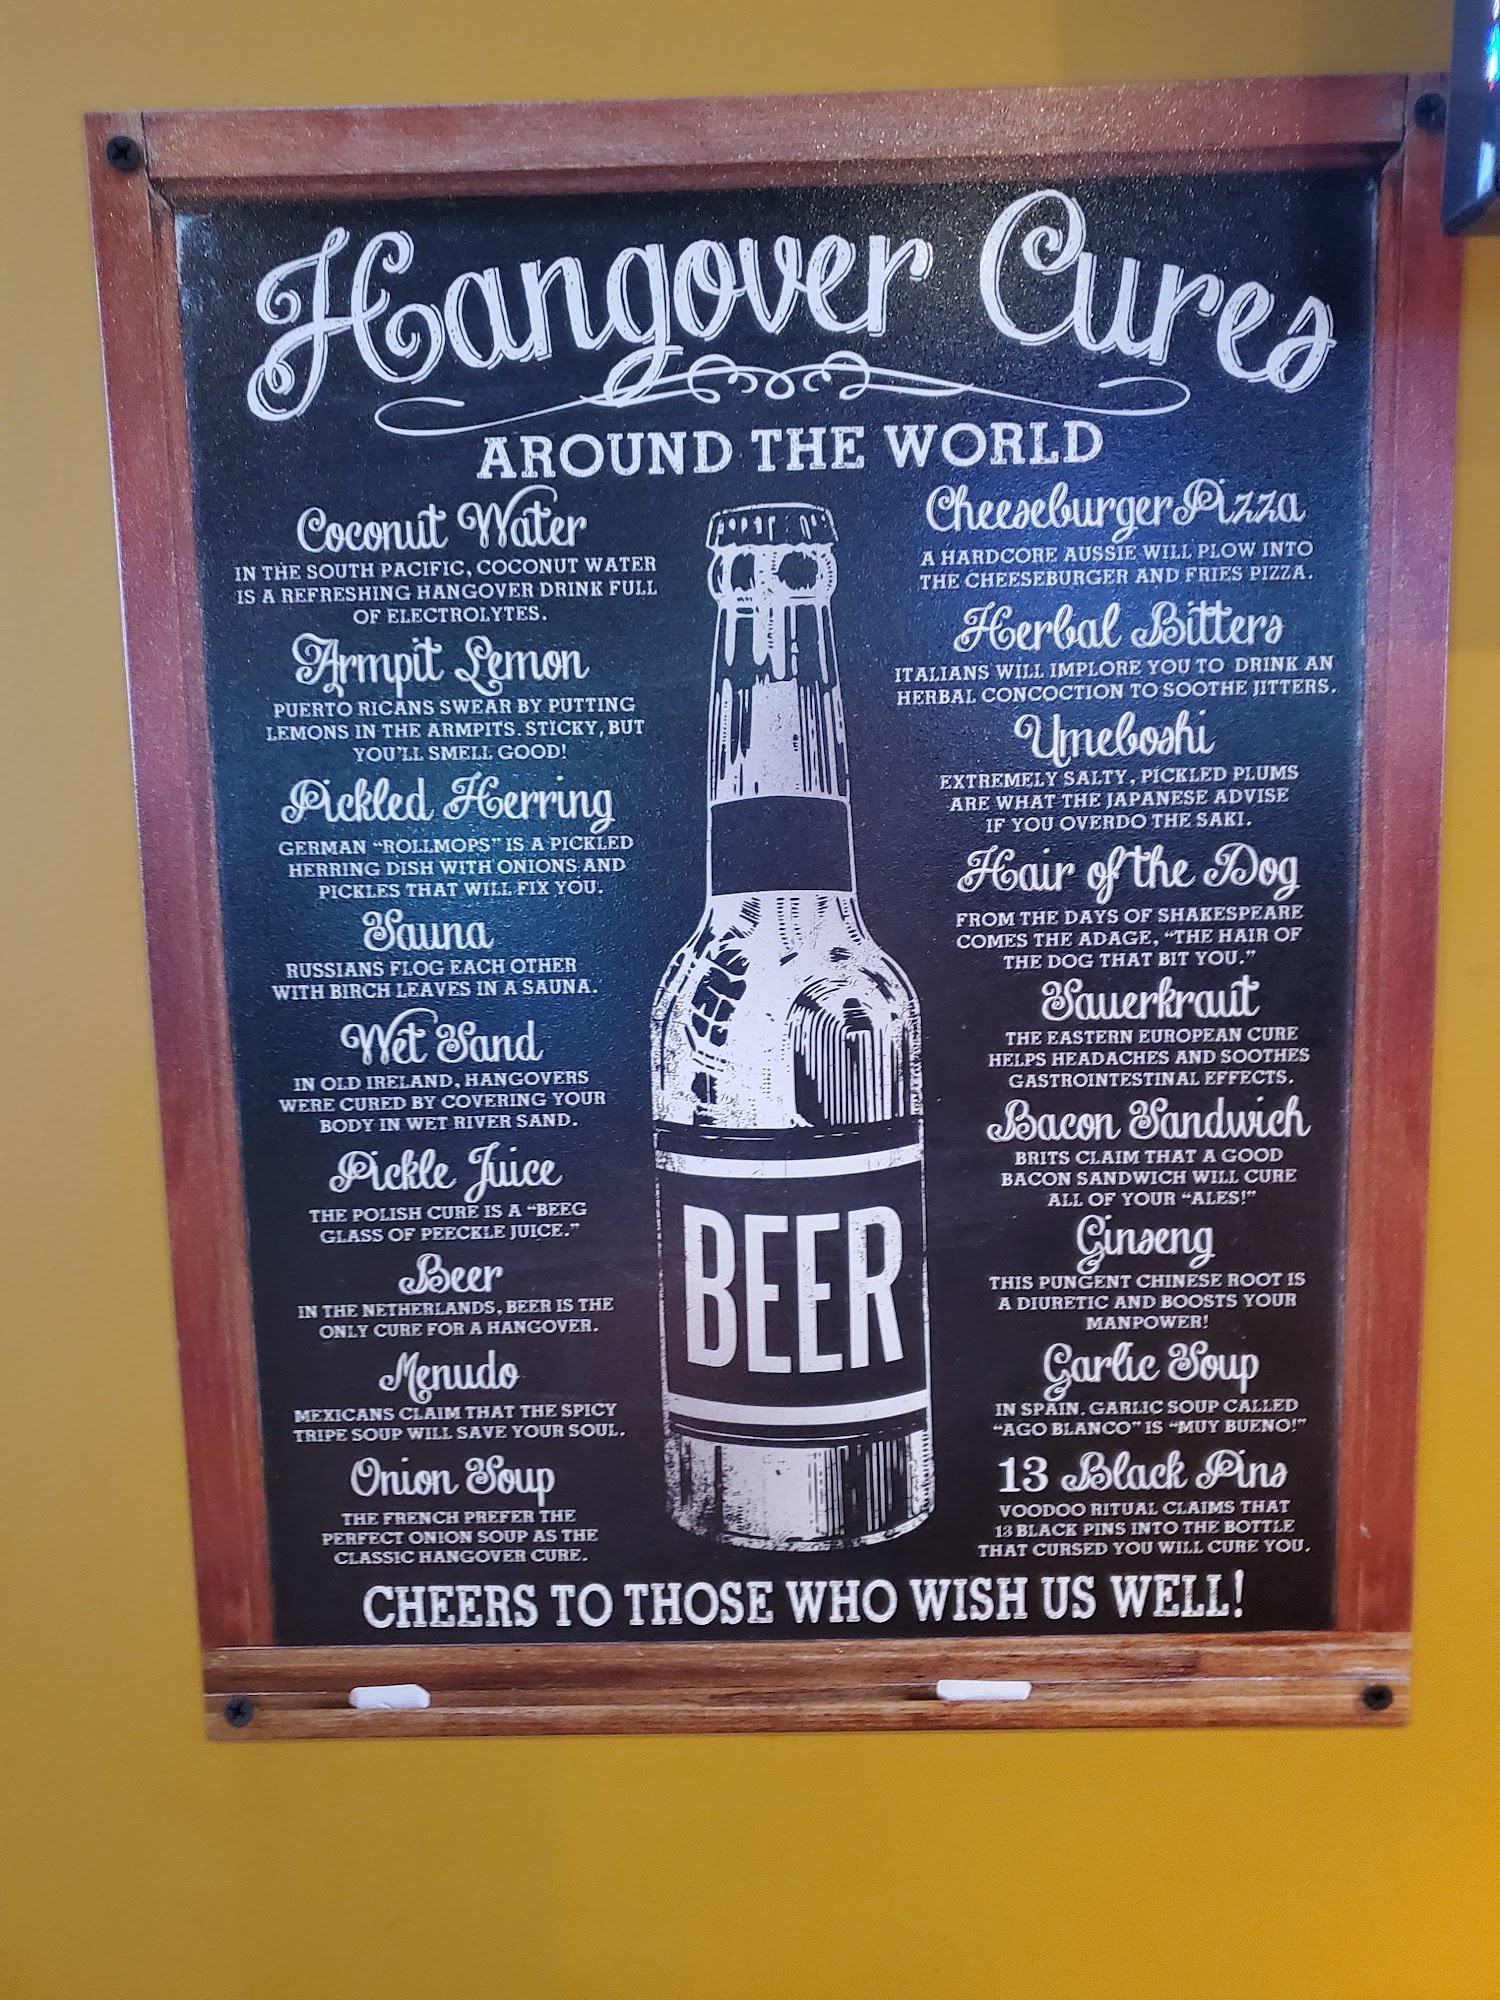 Hangover Cures
AROUND THE WORLD
Coconut Water
IN THE SOUTH PACIFIC, COCONUT WATER
IS A REFRESHING HANGOVER DRINK FULL
OF ELECTROLYTES.
Armpit Lemon
PUERTO RICANS SWEAR BY PUTTING
LEMONS IN THE ARMPITS. STICKY, BUT
YOU'LL SMELL GOOD!
Pickled Herring
GERMAN "ROLLMOPS" IS A PICKLED
HERRING DISH WITH ONIONS AND
PICKLES THAT WILL FIX YOU.
Sauna
RUSSIANS FLOG EACH OTHER
WITH BIRCH LEAVES IN A SAUNA.
Wet Sand
IN OLD IRELAND, HANGOVERS
WERE CURED BY COVERING YOUR
BODY IN WET RIVER SAND.
Pickle Juice
THE POLISH CURE IS A "BEEG
GLASS OF PEECKLE JUICE."
Beer
IN THE NETHERLANDS, BEER IS THE
ONLY CURE FOR A HANGOVER.
Menudo
MEXICANS CLAIM THAT THE SPICY
TRIPE SOUP WILL SAVE YOUR SOUL.
Onion Soup
THE FRENCH PREFER THE
PERFECT ONION SOUP AS THE
CLASSIC HANGOVER CURE.
BEER
Cheeseburger Pizza
A HARDCORE AUSSIE WILL PLOW INTO
THE CHEESEBURGER AND FRIES PIZZA.
Herbal Bitters
ITALIANS WILL IMPLORE YOU TO DRINK AN
HERBAL CONCOCTION TO SOOTHE JITTERS.
Umeboshi
EXTREMELY SALTY, PICKLED PLUMS
ARE WHAT THE JAPANESE ADVISE
IF YOU OVERDO THE SAKI.
Hair of the Dog
FROM THE DAYS OF SHAKESPEARE
COMES THE ADAGE, "THE HAIR OF
THE DOG THAT BIT YOU."
Sauerkraut
THE EASTERN EUROPEAN CURE
HELPS HEADACHES AND SOOTHES
GASTROINTESTINAL EFFECTS.
Bacon Sandwich
BRITS CLAIM THAT A GOOD
BACON SANDWICH WILL CURE
ALL OF YOUR "ALES!"
Ginseng
THIS PUNGENT CHINESE ROOT IS
A DIURETIC AND BOOSTS YOUR
MANPOWER!
Garlic Soup
IN SPAIN, GARLIC SOUP CALLED
"AGO BLANCO" IS "MUY BUENO!"
13 Black Pins
VOODOO RITUAL CLAIMS THAT
13 BLACK PINS INTO THE BOTTLE
THAT CURSED YOU WILL CURE YOU.
CHEERS TO THOSE WHO WISH US WELL!